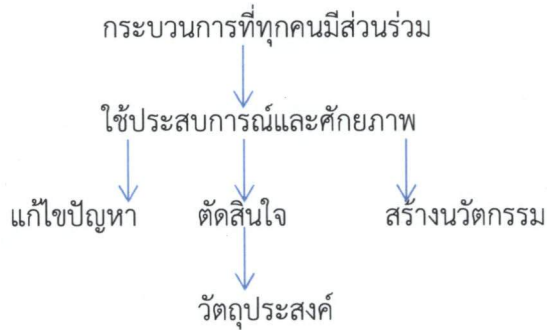 กระบวนการที่ทุกคนมีส่วนร่วม
ใช้ประสบการณ์และศักยภาพ
แก้ไขปัญหา ตัดสินใจ สร้างนวัตกรรม
วัตถุประสงค์